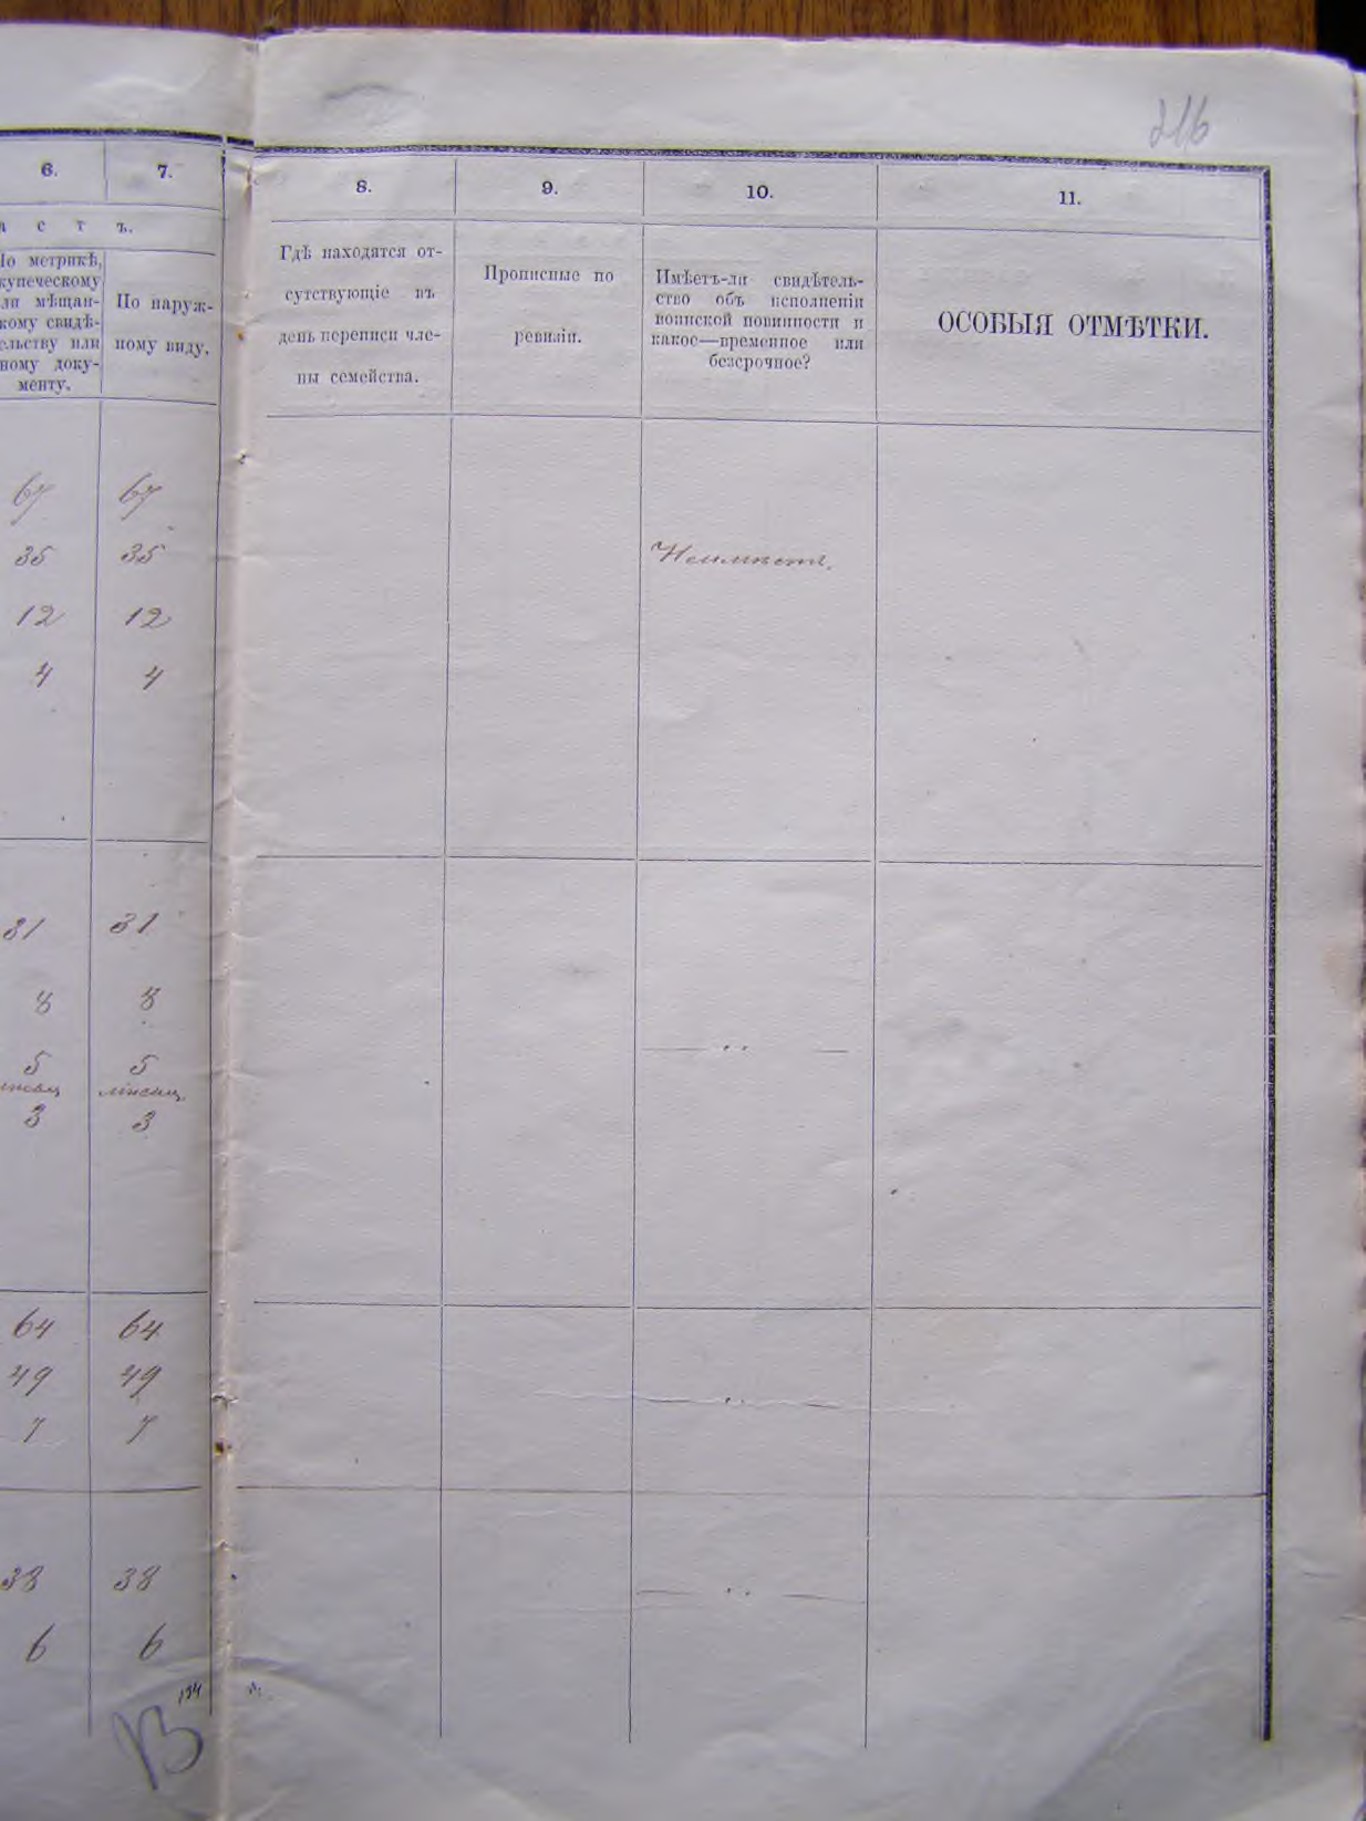 216
6.
7.
8.
9.
10.
11.
с т ъ.
По метрикѣ,
купеческому
ли мѣщан-
кому свидѣ-
ельству или
ному доку-
менту.
По наруж-
ному виду.
Гдѣ находятся от-
сутствующіе въ
день переписи чле-
ны семейства.
Прописные по
ревизіи.
Имѣетъ-ли свидѣтель-
ство объ исполненіи
воинской повинности и
какое—временное или
безсрочное?
ОСОБЫЯ ОТМѢТКИ.
67 67
35 35 Неимѣетъ.
12 12
4 4
31 31
8 8
5 5
мѣсяц.
3 3
64 64
49 49
7 7
38 38
6 6
194